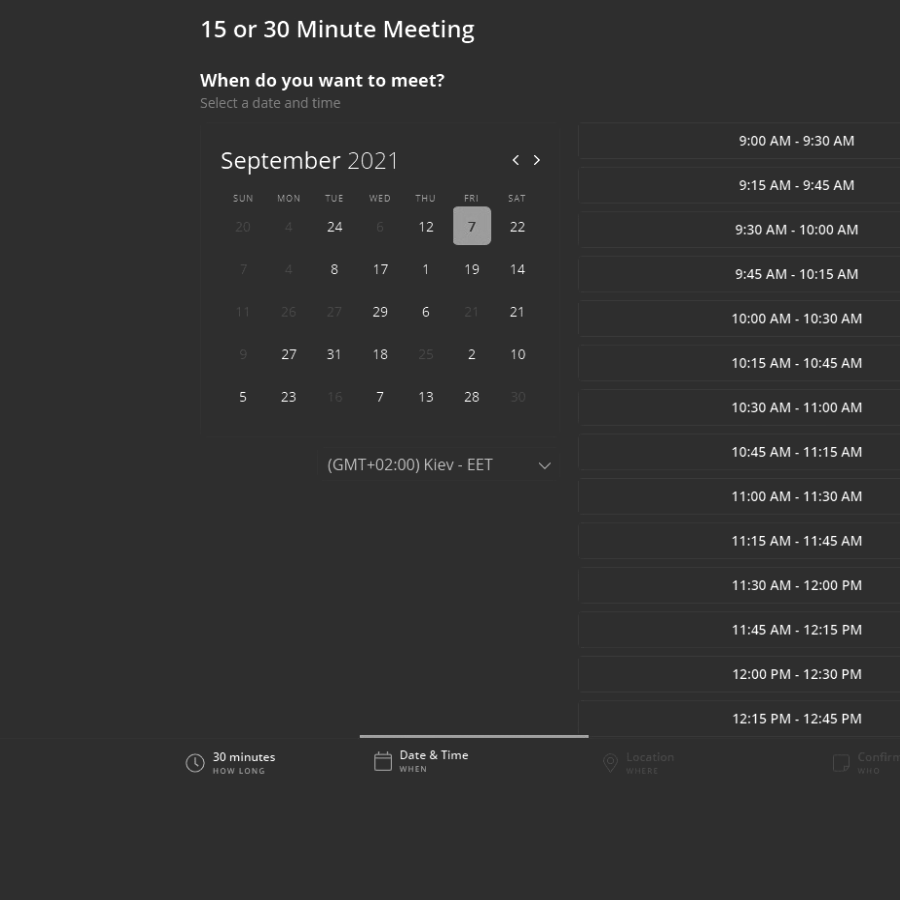 15 or 30 Minute Meeting
When do you want to meet?
Select a date and time
September 2021
SUN MON TUE WED THU FRI SAT
20 4 24 6 12 7 22
7 4 8 17 1 19 14
11 26 27 29 6 21 21
9 27 31 18 25 2 10
5 23 16 7 13 28 30
(GMT+02:00) Kiev - EET
9:00 AM - 9:30 AM
9:15 AM - 9:45 AM
9:30 AM - 10:00 AM
9:45 AM - 10:15 AM
10:00 AM - 10:30 AM
10:15 AM - 10:45 AM
10:30 AM - 11:00 AM
10:45 AM - 11:15 AM
11:00 AM - 11:30 AM
11:15 AM - 11:45 AM
11:30 AM - 12:00 PM
11:45 AM - 12:15 PM
12:00 PM - 12:30 PM
12:15 PM - 12:45 PM
30 minutes
HOW LONG
Date & Time
WHEN
Location
WHERE
Confirm
WHO